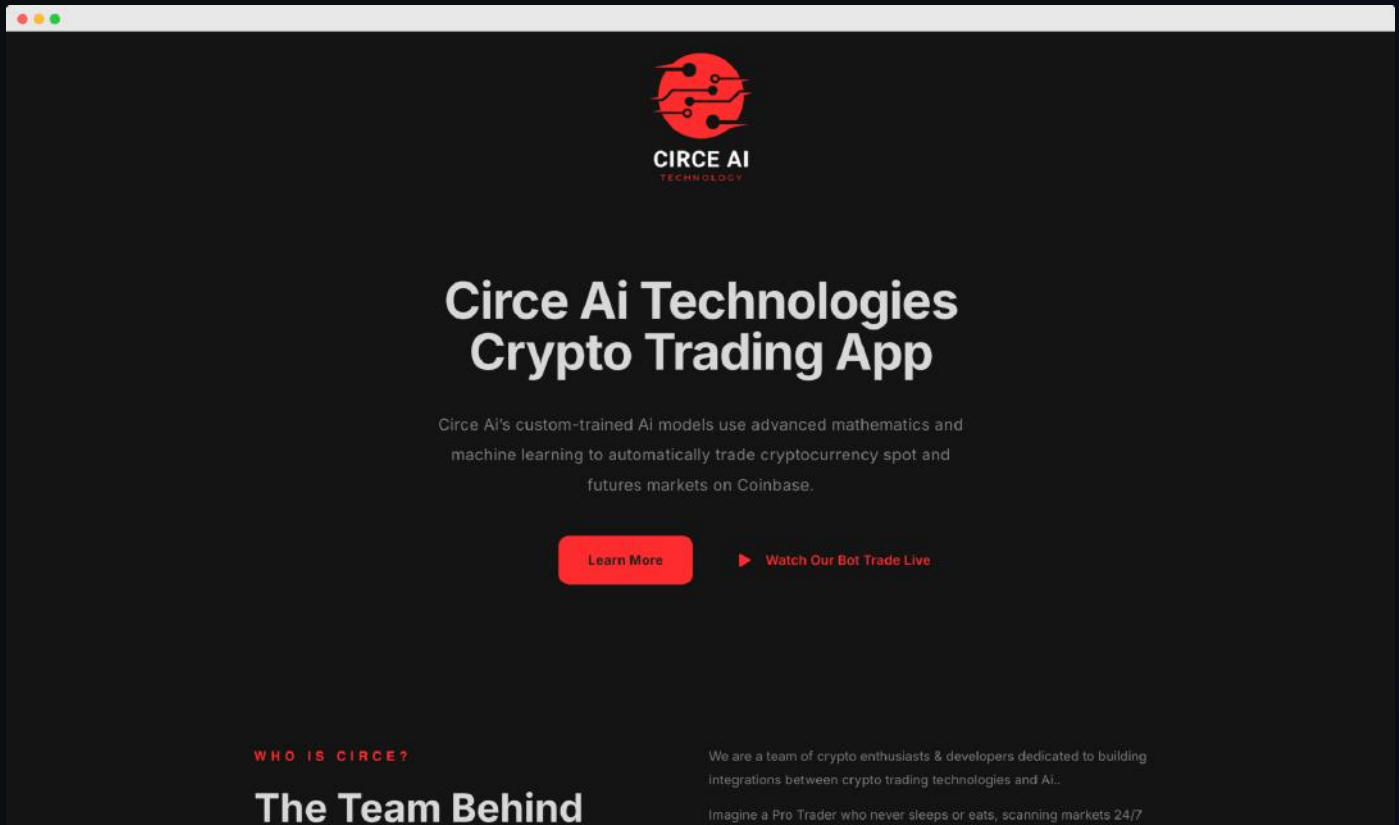 CIRCE AI
TECHNOLOGY
Circe Ai Technologies
Crypto Trading App
Circe Ai's custom-trained Ai models use advanced mathematics and
machine learning to automatically trade cryptocurrency spot and
futures markets on Coinbase.
Learn More
Watch Our Bot Trade Live
WHO IS CIRCE?
The Team Behind
We are a team of crypto enthusiasts & developers dedicated to building
integrations between crypto trading technologies and Ai..
Imagine a Pro Trader who never sleeps or eats, scanning markets 24/7